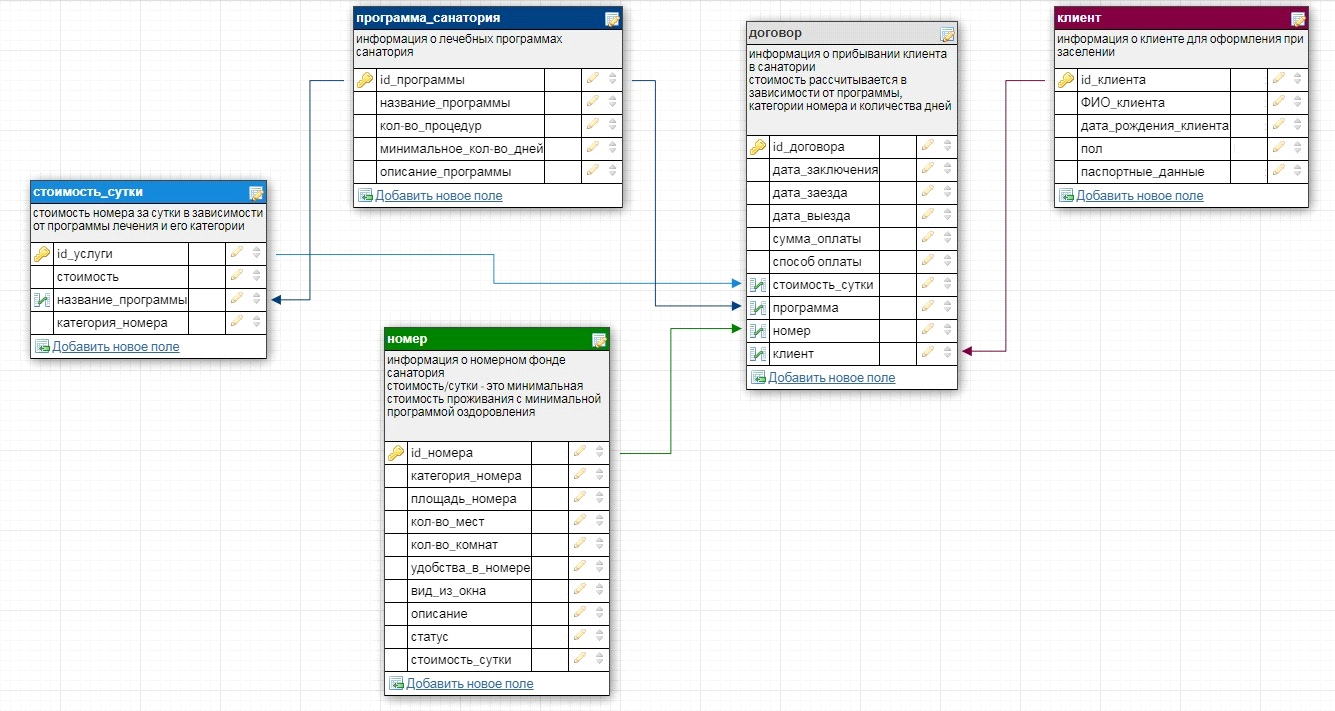 программа_санатория
информация о лечебных программах
санатория
id_программы
название_программы
кол-во_процедур
минимальное_кол-во_дней
описание_программы
Добавить новое поле
договор
информация о прибывании клиента
в санатории
стоимость рассчитывается в
зависимости от программы,
категории номера и количества дней
id_договора
дата_заключения
дата_заезда
дата_выезда
сумма_оплаты
способ оплаты
стоимость_сутки
программа
номер
клиент
Добавить новое поле
клиент
информация о клиенте для оформления при
заселении
id_клиента
ФИО_клиента
дата_рождения_клиента
пол
паспортные_данные
Добавить новое поле
стоимость_сутки
стоимость номера за сутки в зависимости
от программы лечения и его категории
id_услуги
стоимость
название_программы
категория_номера
Добавить новое поле
номер
информация о номерном фонде
санатория
стоимость/сутки - это минимальная
стоимость проживания с минимальной
программой оздоровления
id_номера
категория_номера
площадь_номера
кол-во_мест
кол-во_комнат
удобства_в_номере
вид_из_окна
описание
статус
стоимость_сутки
Добавить новое поле